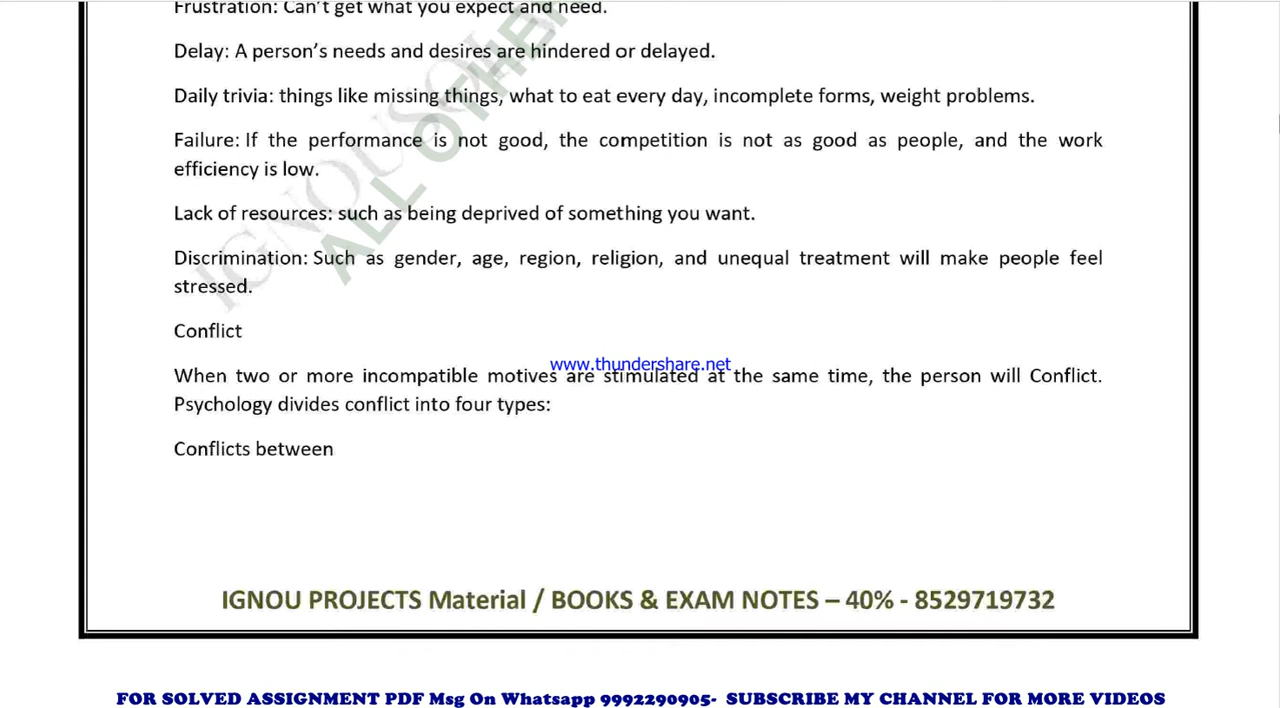 Frustration: Can't get what you expect and need.
Delay: A person's needs and desires are hindered or delayed.
Daily trivia: things like missing things, what to eat every day, incomplete forms, weight problems.
Failure: If the performance is not good, the competition is not as good as people, and the work
efficiency is low.
Lack of resources: such as being deprived of something you want.
Discrimination: Such as gender, age, region, religion, and unequal treatment will make people feel
stressed.
Conflict
www.thundershare.net
When two or more incompatible motives are stimulated at the same time, the person will Conflict.
Psychology divides conflict into four types:
Conflicts between
IGNOU PROJECTS Material / BOOKS & EXAM NOTES – 40% - 8529719732
FOR SOLVED ASSIGNMENT PDF Msg On Whatsapp 9992290905- SUBSCRIBE MY CHANNEL FOR MORE VIDEOS
ALL OTHE